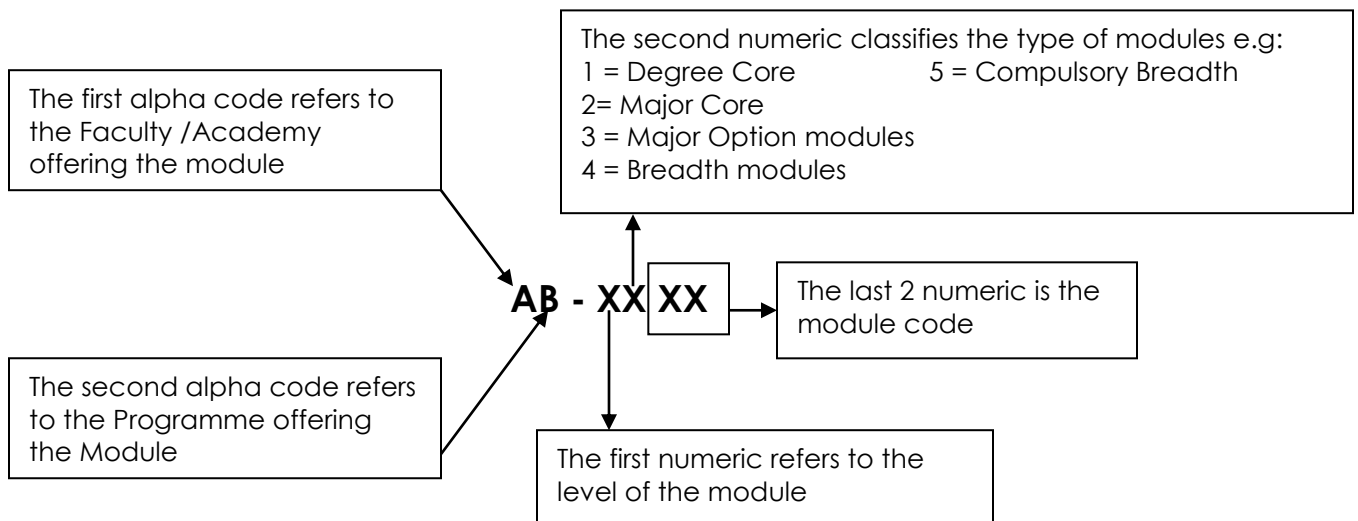 The second numeric classifies the type of modules e.g:
1 = Degree Core 5 = Compulsory Breadth
2= Major Core
3 = Major Option modules
4 = Breadth modules
The first alpha code refers to
the Faculty /Academy
offering the module
AB - XX XX
The last 2 numeric is the
module code
The second alpha code refers
to the Programme offering
the Module
The first numeric refers to the
level of the module